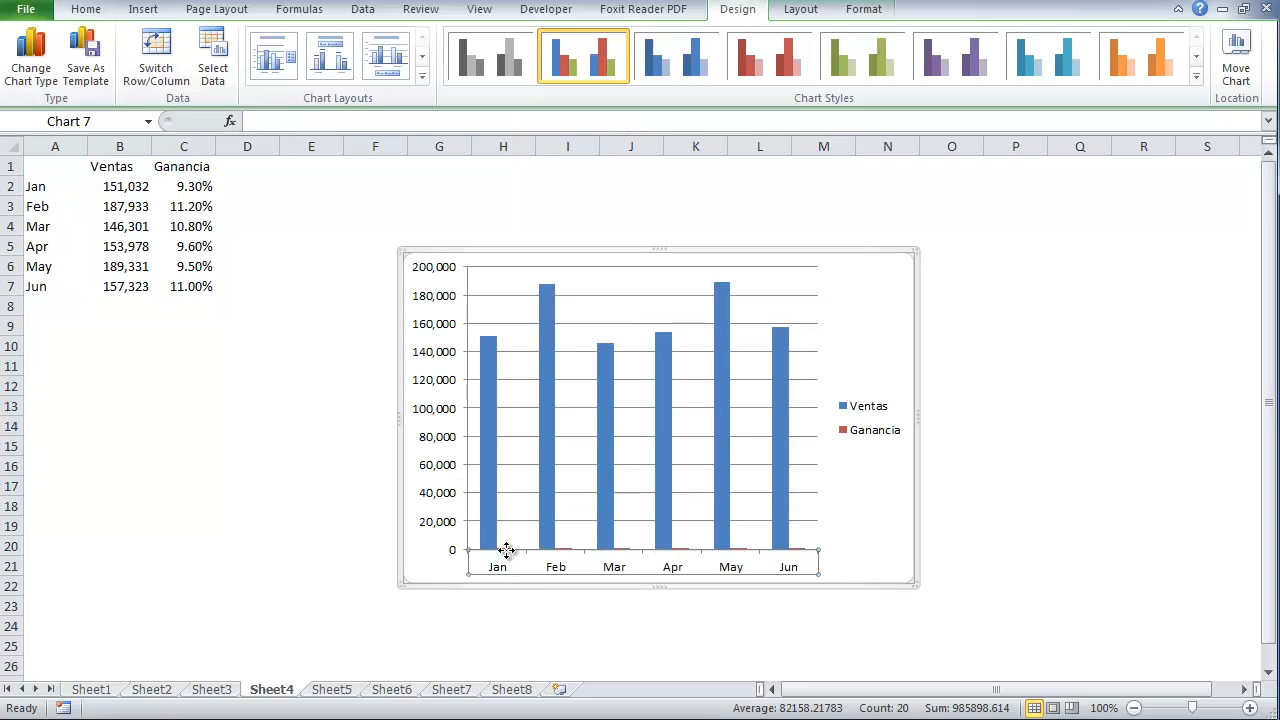 File Home Insert Page Layout Formulas Data Review View Developer Foxit Reader PDF Design Layout Format
Change Chart Type
Save As Template
Switch Row/Column
Select Data
Move Chart
Type Data Chart Layouts Chart Styles Location
Chart 7 fx
A B C D E F G H I J K L M N O P Q R S
1 Ventas Ganancia
2 Jan 151,032 9.30%
3 Feb 187,933 11.20%
4 Mar 146,301 10.80%
5 Apr 153,978 9.60%
6 May 189,331 9.50%
7 Jun 157,323 11.00%
8
9
10
11
12
13
14
15
16
17
18
19
20
21
22
23
24
25
26
200,000
180,000
160,000
140,000
120,000
100,000
80,000
60,000
40,000
20,000
0
Jan Feb Mar Apr May Jun
Ventas
Ganancia
Sheet1 Sheet2 Sheet3 Sheet4 Sheet5 Sheet6 Sheet7 Sheet8
Ready Average: 82158.21783 Count: 20 Sum: 985898.614 100%